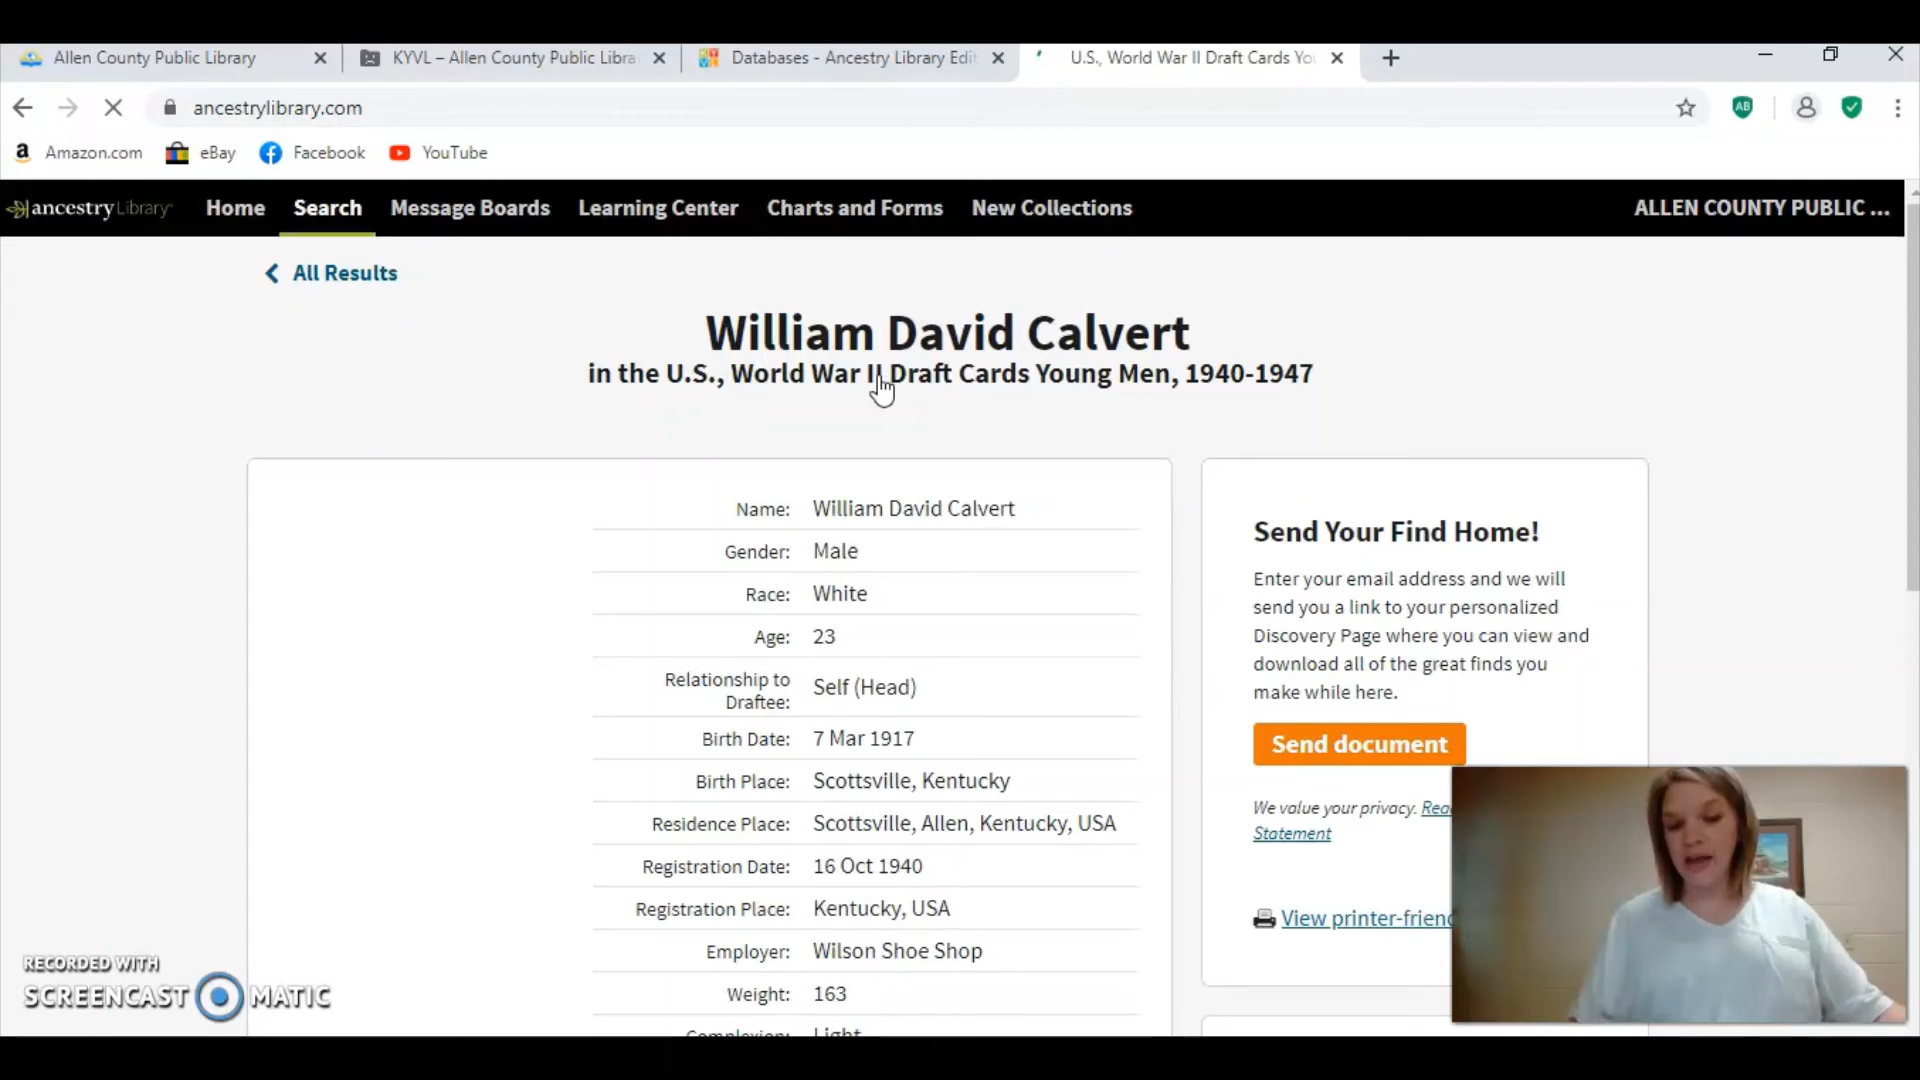 Allen County Public Library
KYVL – Allen County Public Libra
Databases - Ancestry Library Edit
U.S., World War II Draft Cards Yo
ancestrylibrary.com
AB
a Amazon.com eBay Facebook YouTube
ancestryLibrary Home Search Message Boards Learning Center Charts and Forms New Collections ALLEN COUNTY PUBLIC ...
All Results
William David Calvert
in the U.S., World War II Draft Cards Young Men, 1940-1947
Name: William David Calvert
Gender: Male
Race: White
Age: 23
Relationship to
Draftee: Self (Head)
Birth Date: 7 Mar 1917
Birth Place: Scottsville, Kentucky
Residence Place: Scottsville, Allen, Kentucky, USA
Registration Date: 16 Oct 1940
Registration Place: Kentucky, USA
Employer: Wilson Shoe Shop
Weight: 163
Complexion: Light
Send Your Find Home!
Enter your email address and we will
send you a link to your personalized
Discovery Page where you can view and
download all of the great finds you
make while here.
Send document
We value your privacy. Rea
Statement
View printer-friend
RECORDED WITH
SCREENCAST MATIC